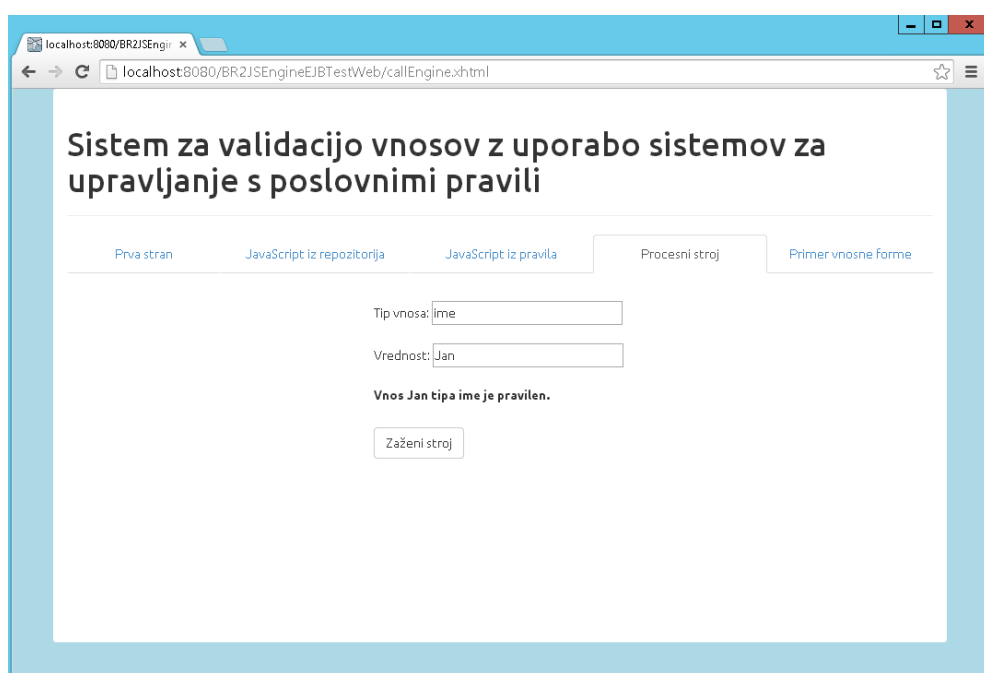 localhost:8080/BR2JSEngir
localhost:8080/BR2JSEngineEJBTestWeb/callEngine.xhtml
Sistem za validacijo vnosov z uporabo sistemov za
upravljanje s poslovnimi pravili
Prva stran JavaScript iz repozitorija JavaScript iz pravila Procesni stroj Primer vnosne forme
Tip vnosa: ime
Vrednost: Jan
Vnos Jan tipa ime je pravilen.
Zaženi stroj